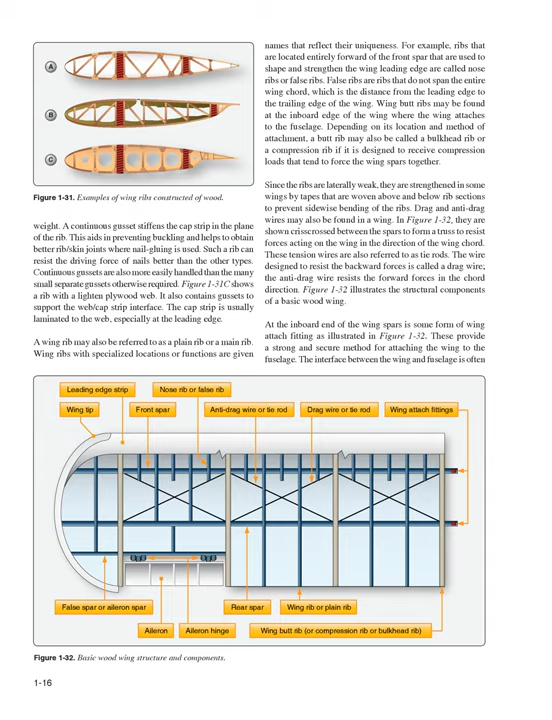 A
B
C
Figure 1-31. Examples of wing ribs constructed of wood.
weight. A continuous gusset stiffens the cap strip in the plane
of the rib. This aids in preventing buckling and helps to obtain
better rib/skin joints where nail-gluing is used. Such a rib can
resist the driving force of nails better than the other types.
Continuous gussets are also more easily handled than the many
small separate gussets otherwise required. Figure 1-31C shows
a rib with a lighten plywood web. It also contains gussets to
support the web/cap strip interface. The cap strip is usually
laminated to the web, especially at the leading edge.
A wing rib may also be referred to as a plain rib or a main rib.
Wing ribs with specialized locations or functions are given
names that reflect their uniqueness. For example, ribs that
are located entirely forward of the front spar that are used to
shape and strengthen the wing leading edge are called nose
ribs or false ribs. False ribs are ribs that do not span the entire
wing chord, which is the distance from the leading edge to
the trailing edge of the wing. Wing butt ribs may be found
at the inboard edge of the wing where the wing attaches
to the fuselage. Depending on its location and method of
attachment, a butt rib may also be called a bulkhead rib or
a compression rib if it is designed to receive compression
loads that tend to force the wing spars together.
Since the ribs are laterally weak, they are strengthened in some
wings by tapes that are woven above and below rib sections
to prevent sidewise bending of the ribs. Drag and anti-drag
wires may also be found in a wing. In Figure 1-32, they are
shown crisscrossed between the spars to form a truss to resist
forces acting on the wing in the direction of the wing chord.
These tension wires are also referred to as tie rods. The wire
designed to resist the backward forces is called a drag wire;
the anti-drag wire resists the forward forces in the chord
direction. Figure 1-32 illustrates the structural components
of a basic wood wing.
At the inboard end of the wing spars is some form of wing
attach fitting as illustrated in Figure 1-32. These provide
a strong and secure method for attaching the wing to the
fuselage. The interface between the wing and fuselage is often
Leading edge strip
Nose rib or false rib
Wing tip
Front spar
Anti-drag wire or tie rod
Drag wire or tie rod
Wing attach fittings
False spar or aileron spar
Rear spar
Wing rib or plain rib
Aileron
Aileron hinge
Wing butt rib (or compression rib or bulkhead rib)
Figure 1-32. Basic wood wing structure and components.
1-16